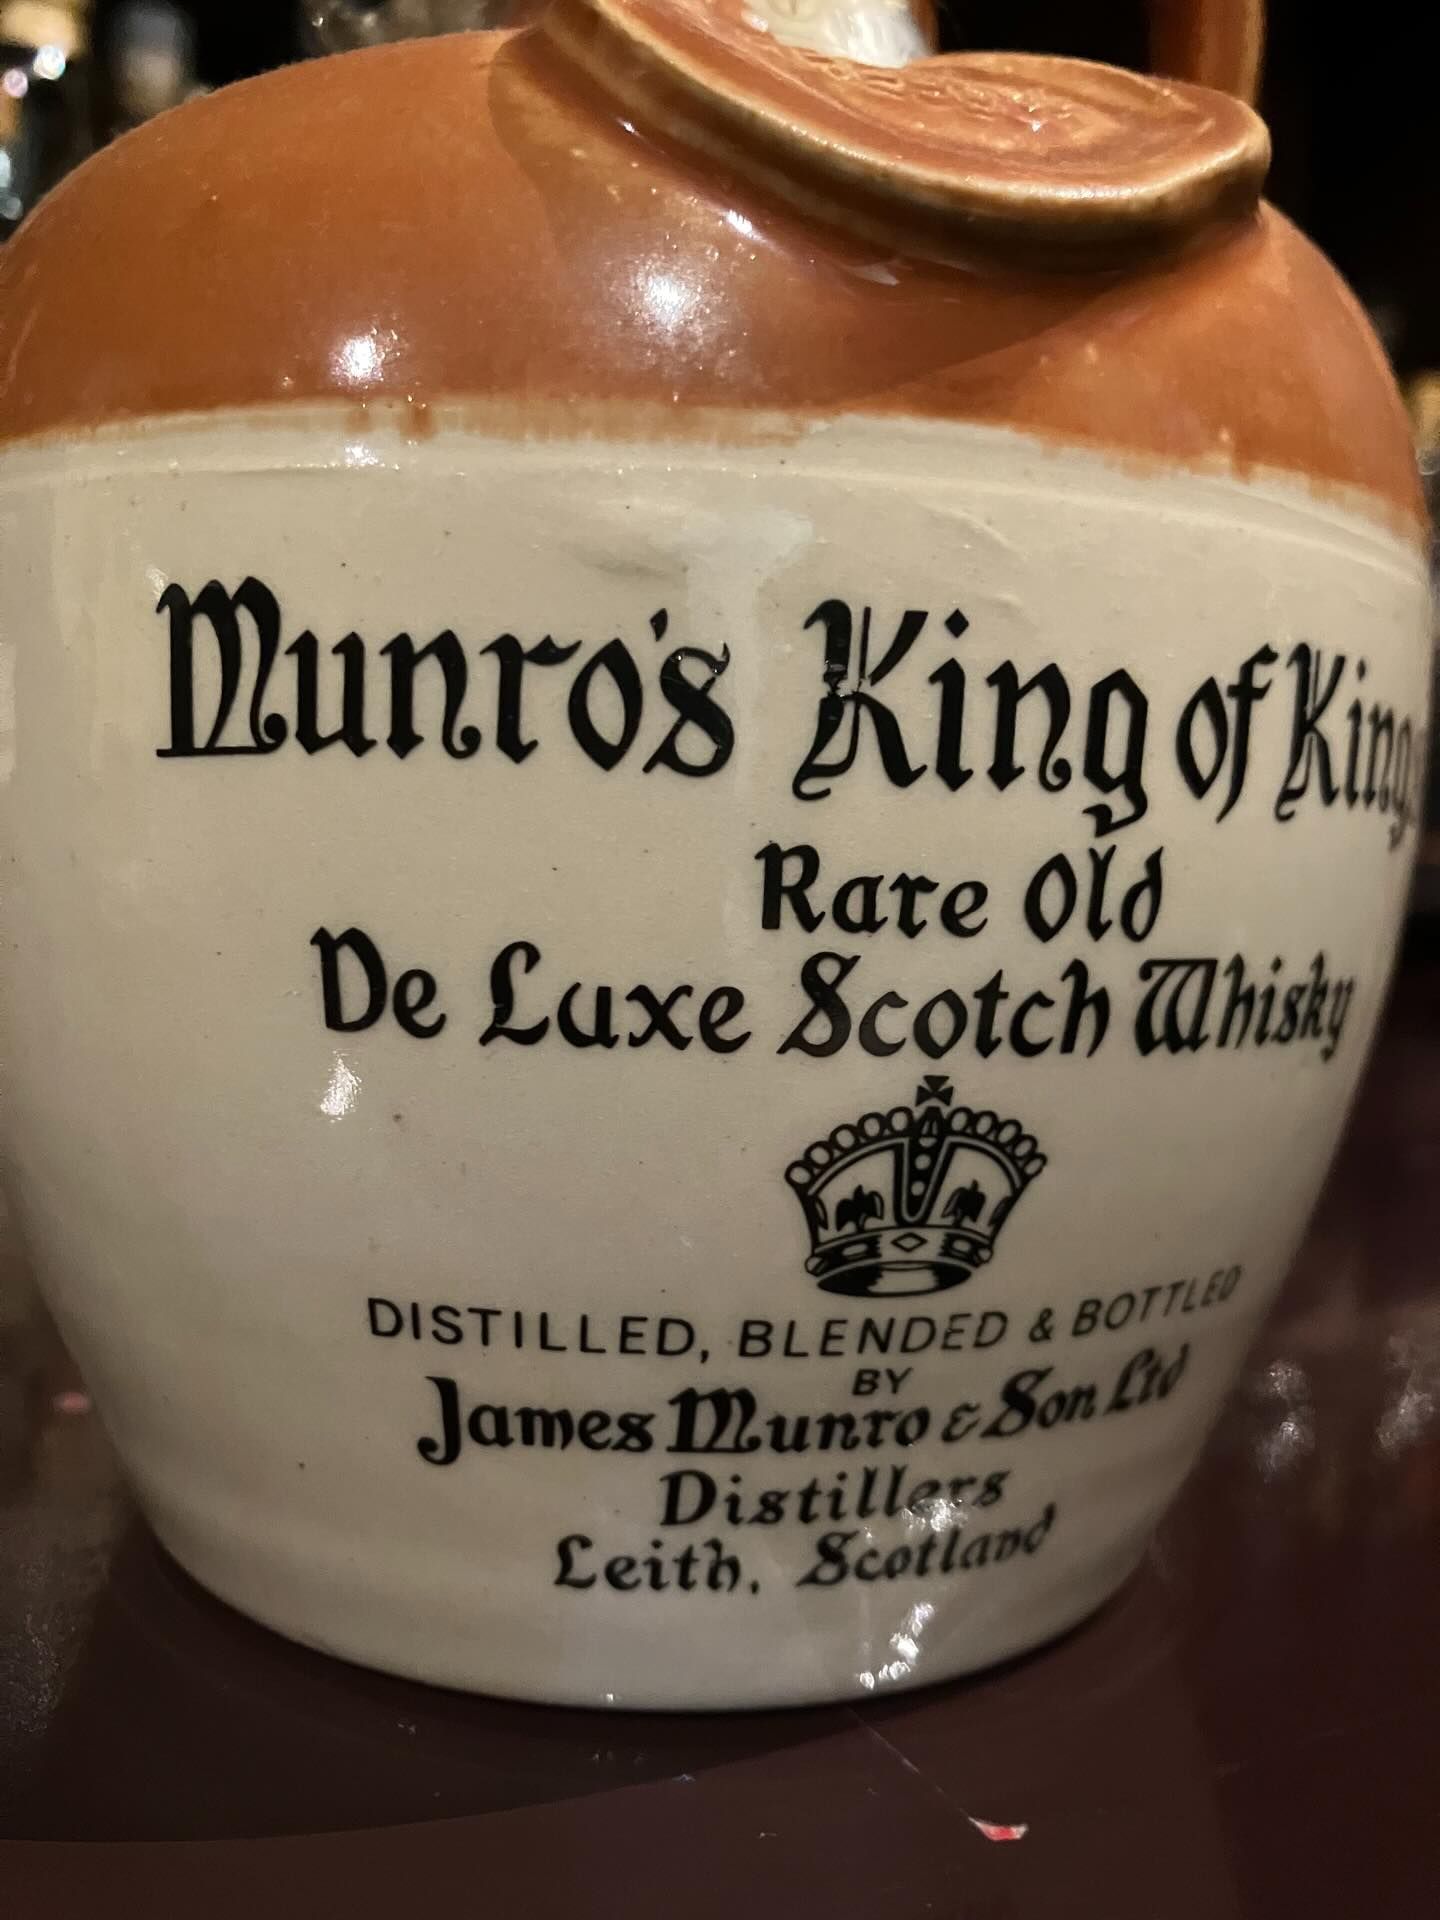 Munro's King of Kings
Rare Old
De Luxe Scotch Whisky
DISTILLED, BLENDED & BOTTLED
BY
James Munro & Son Ltd
Distillers
Leith, Scotland